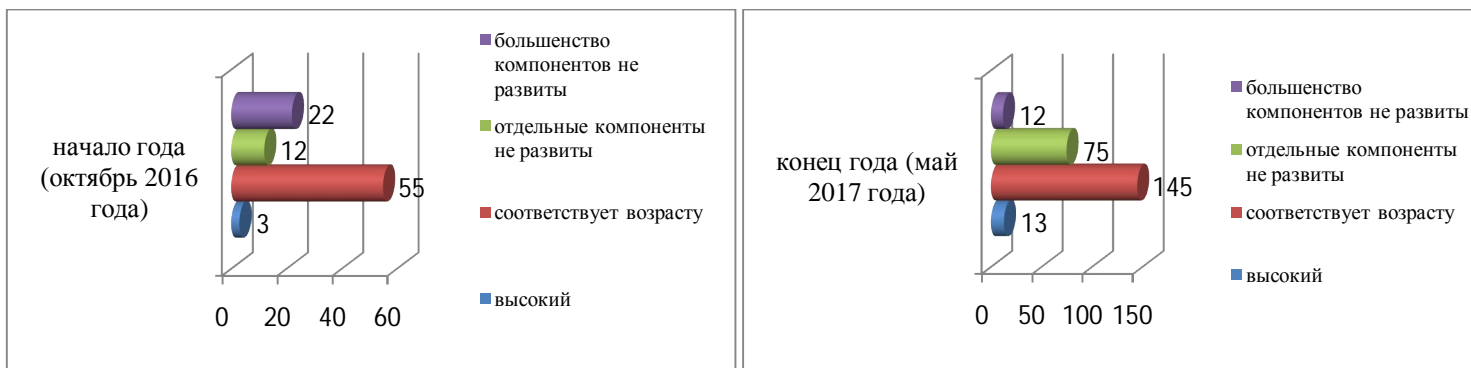 начало года
(октябрь 2016
года)
22
12
55
3
0 20 40 60
большенство
компонентов не
развиты
отдельные компоненты
не развиты
соответствует возрасту
высокий
конец года (май
2017 года)
12
75
145
13
0 50 100 150
большенство
компонентов не развиты
отдельные компоненты
не развиты
соответствует возрасту
высокий